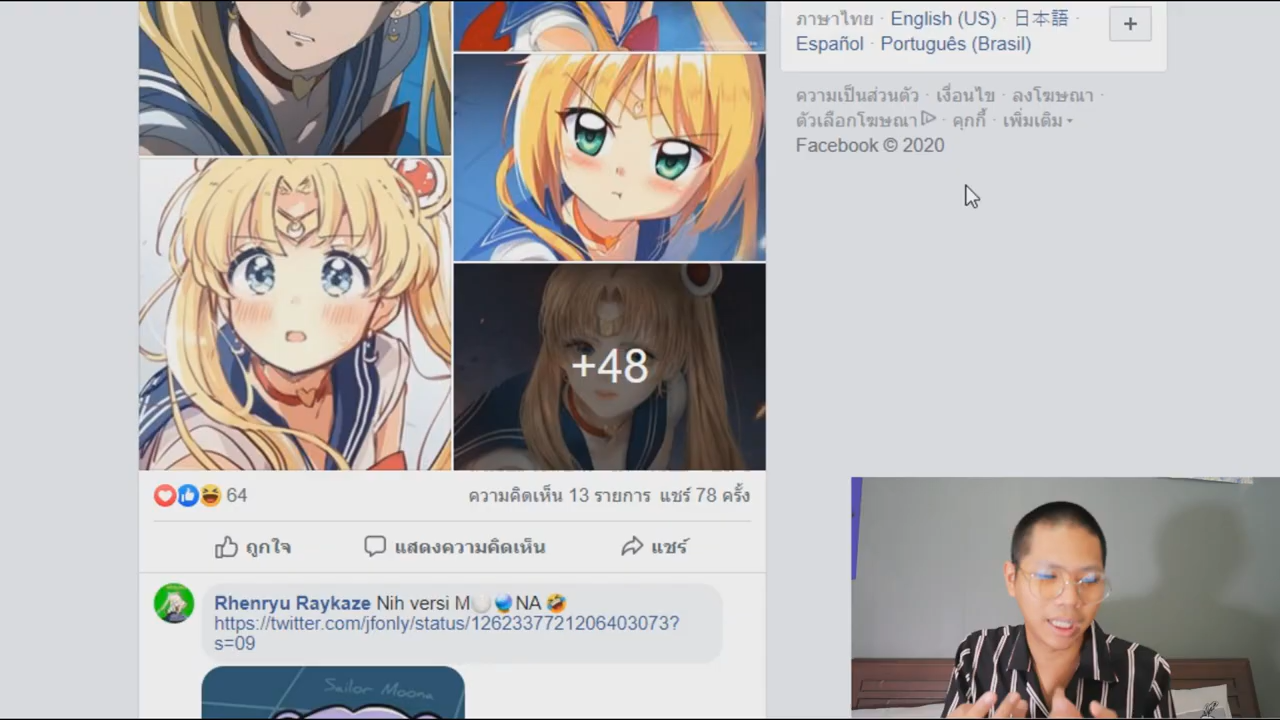 ภาษาไทย · English (US) · 日本語 ·
Español · Português (Brasil)
+
ความเป็นส่วนตัว · เงื่อนไข · ลงโฆษณา ·
ตัวเลือกโฆษณา · คุกกี้ · เพิ่มเติม
Facebook © 2020
+48
64
ความคิดเห็น 13 รายการ แชร์ 78 ครั้ง
ถูกใจ
แสดงความคิดเห็น
แชร์
Rhenryu Raykaze Nih versi M⚪🔮NA 🤣
https://twitter.com/jfonly/status/1262337721206403073?
s=09
Sailor Moona